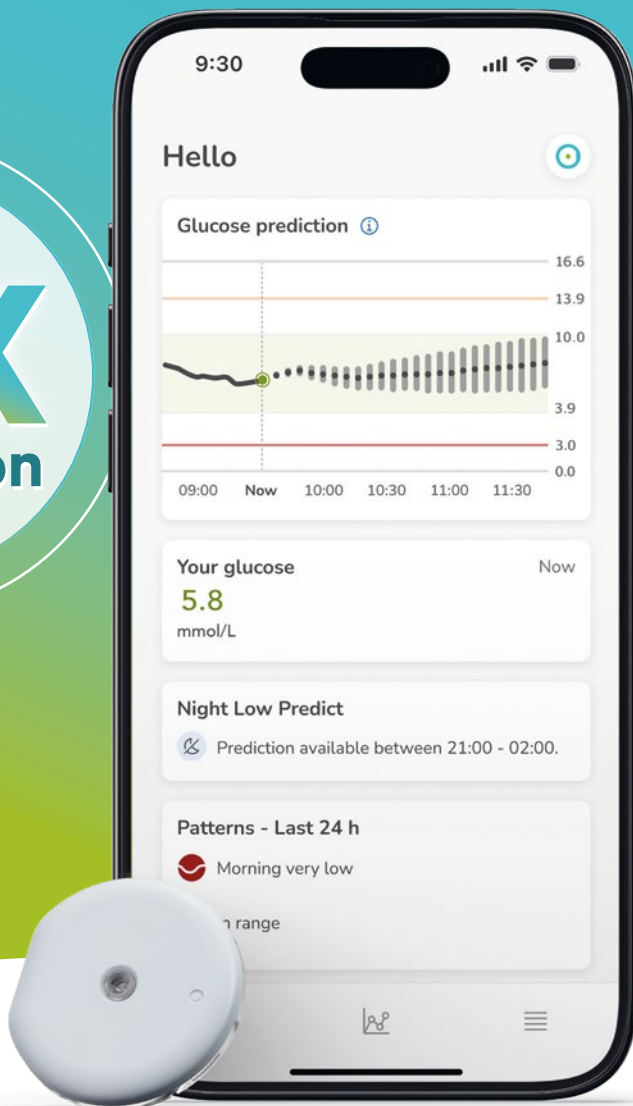 9:30
Hello
Glucose prediction
16.6
13.9
10.0
3.9
3.0
0.0
09:00 Now 10:00 10:30 11:00 11:30
Your glucose Now
5.8
mmol/L
Night Low Predict
Prediction available between 21:00 - 02:00.
Patterns - Last 24 h
Morning very low
range